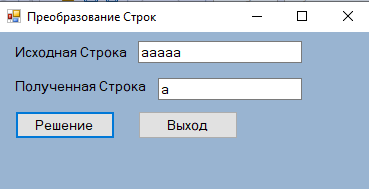 Преобразование Строк
Исходная Строка ааааа
Полученная Строка а
Решение Выход